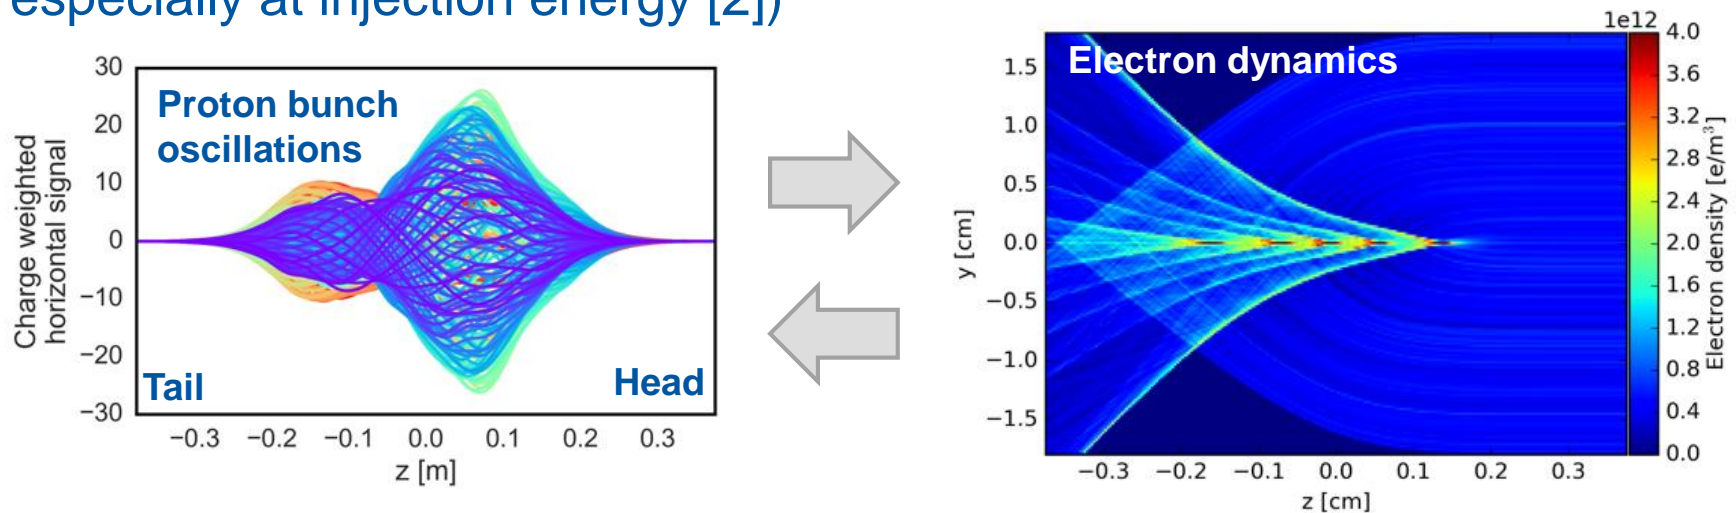 especially at injection energy [2])
30
20
10
0
−10
−20
−30
Charge weighted
horizontal signal
Proton bunch
oscillations
Tail
Head
−0.3 −0.2 −0.1 0.0 0.1 0.2 0.3
z [m]
Electron dynamics
1.5
1.0
0.5
0.0
−0.5
−1.0
−1.5
y [cm]
−0.3 −0.2 −0.1 0.0 0.1 0.2 0.3
z [cm]
1e12
4.0
3.6
3.2
2.8
2.4
2.0
1.6
1.2
0.8
0.4
0.0
Electron density [e/m³]